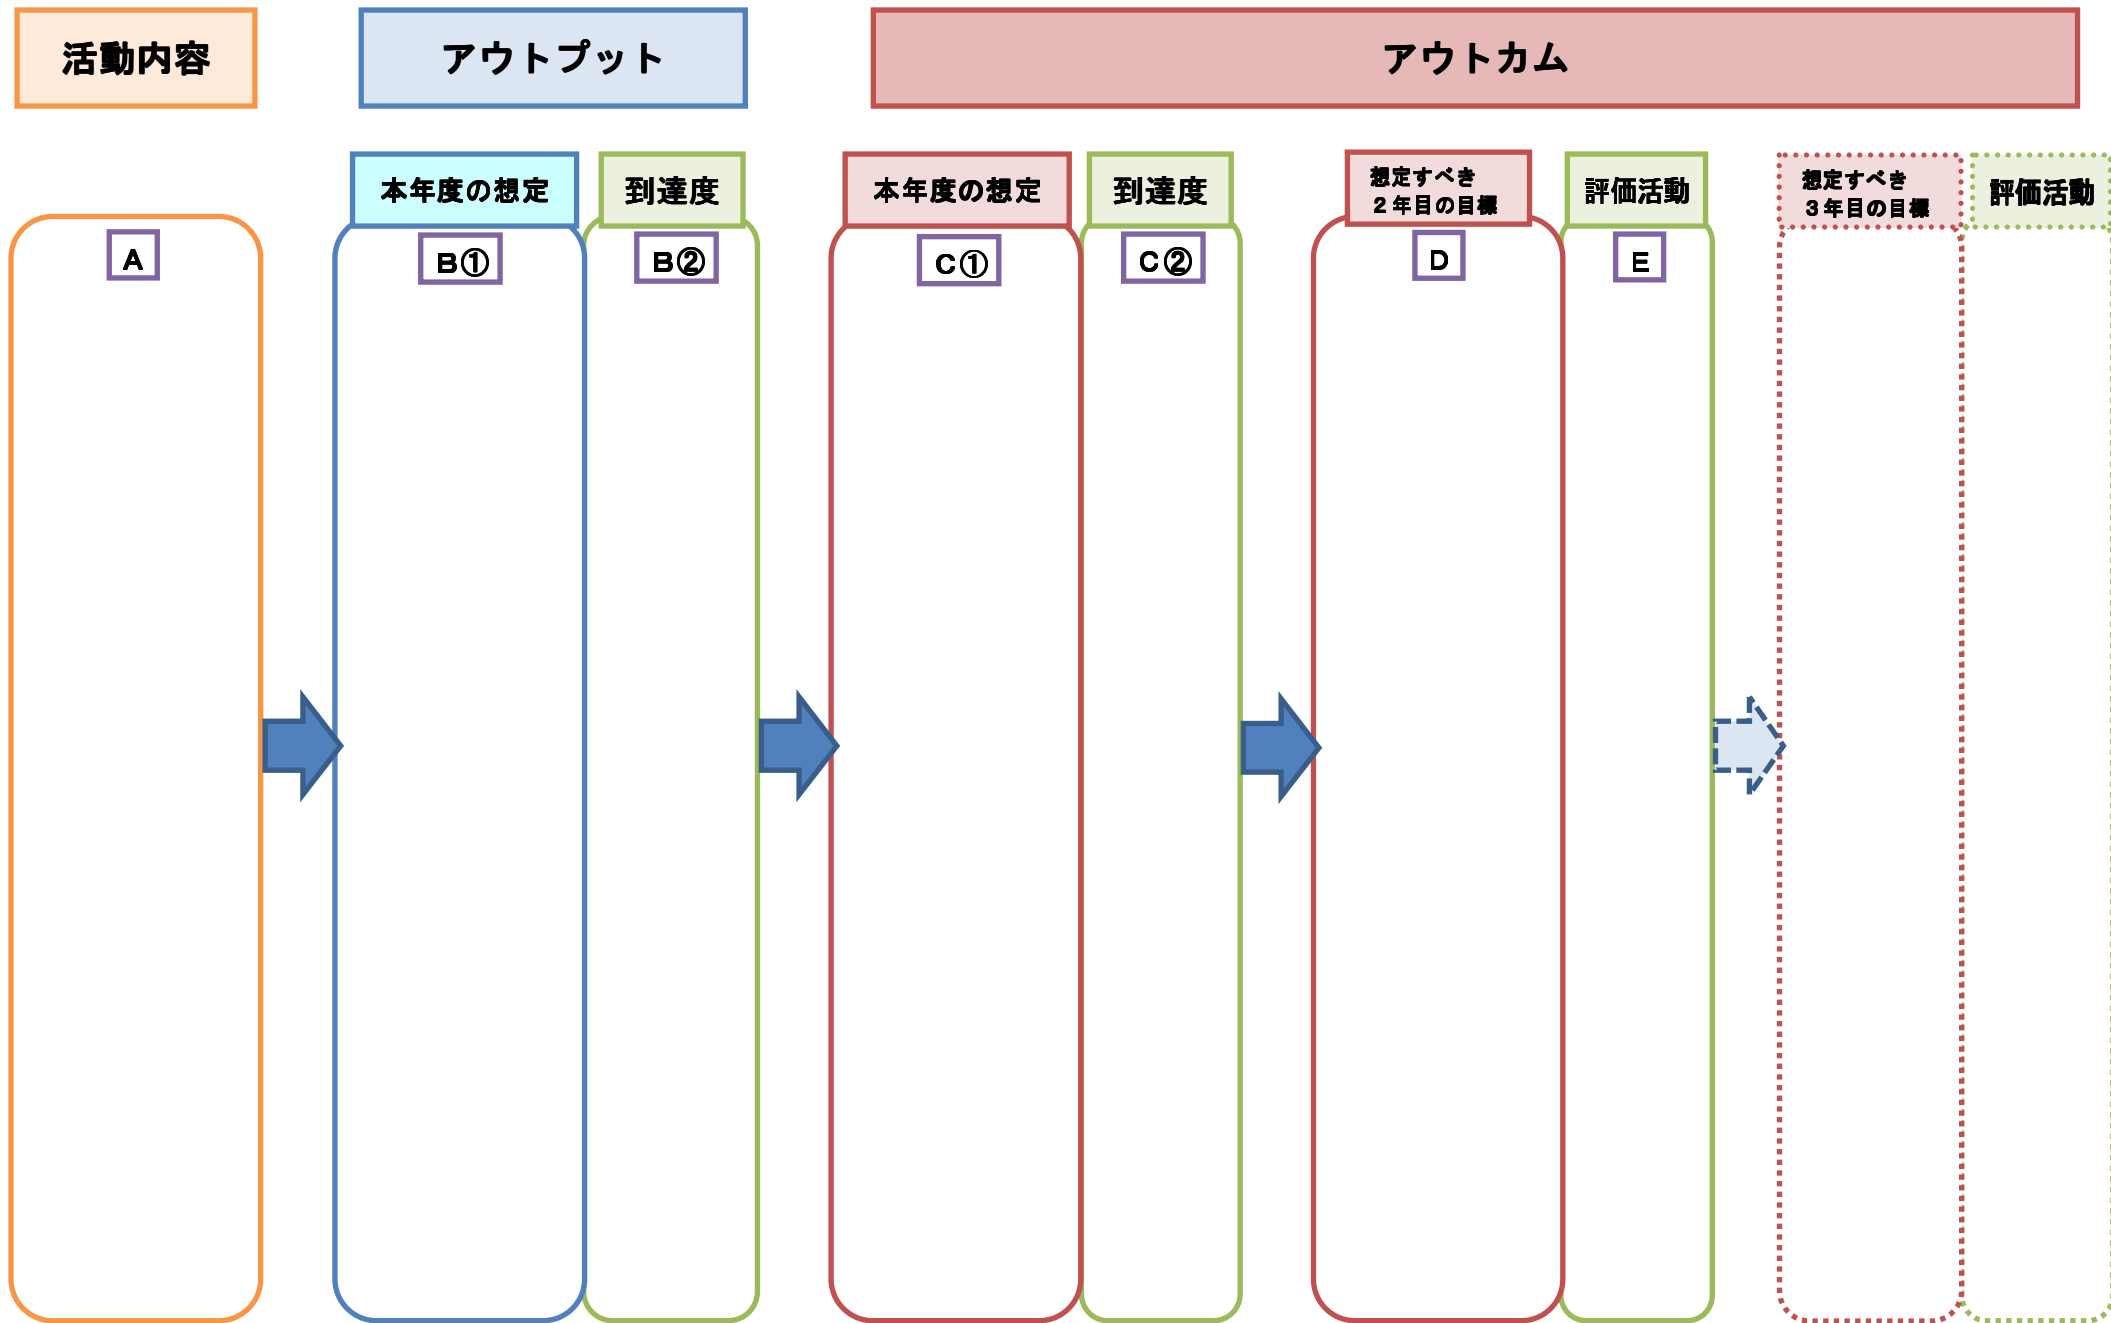 活動内容
アウトプット
アウトカム
本年度の想定
到達度
本年度の想定
到達度
想定すべき
２年目の目標
評価活動
想定すべき
３年目の目標
評価活動
A
B①
B②
C①
C②
D
E